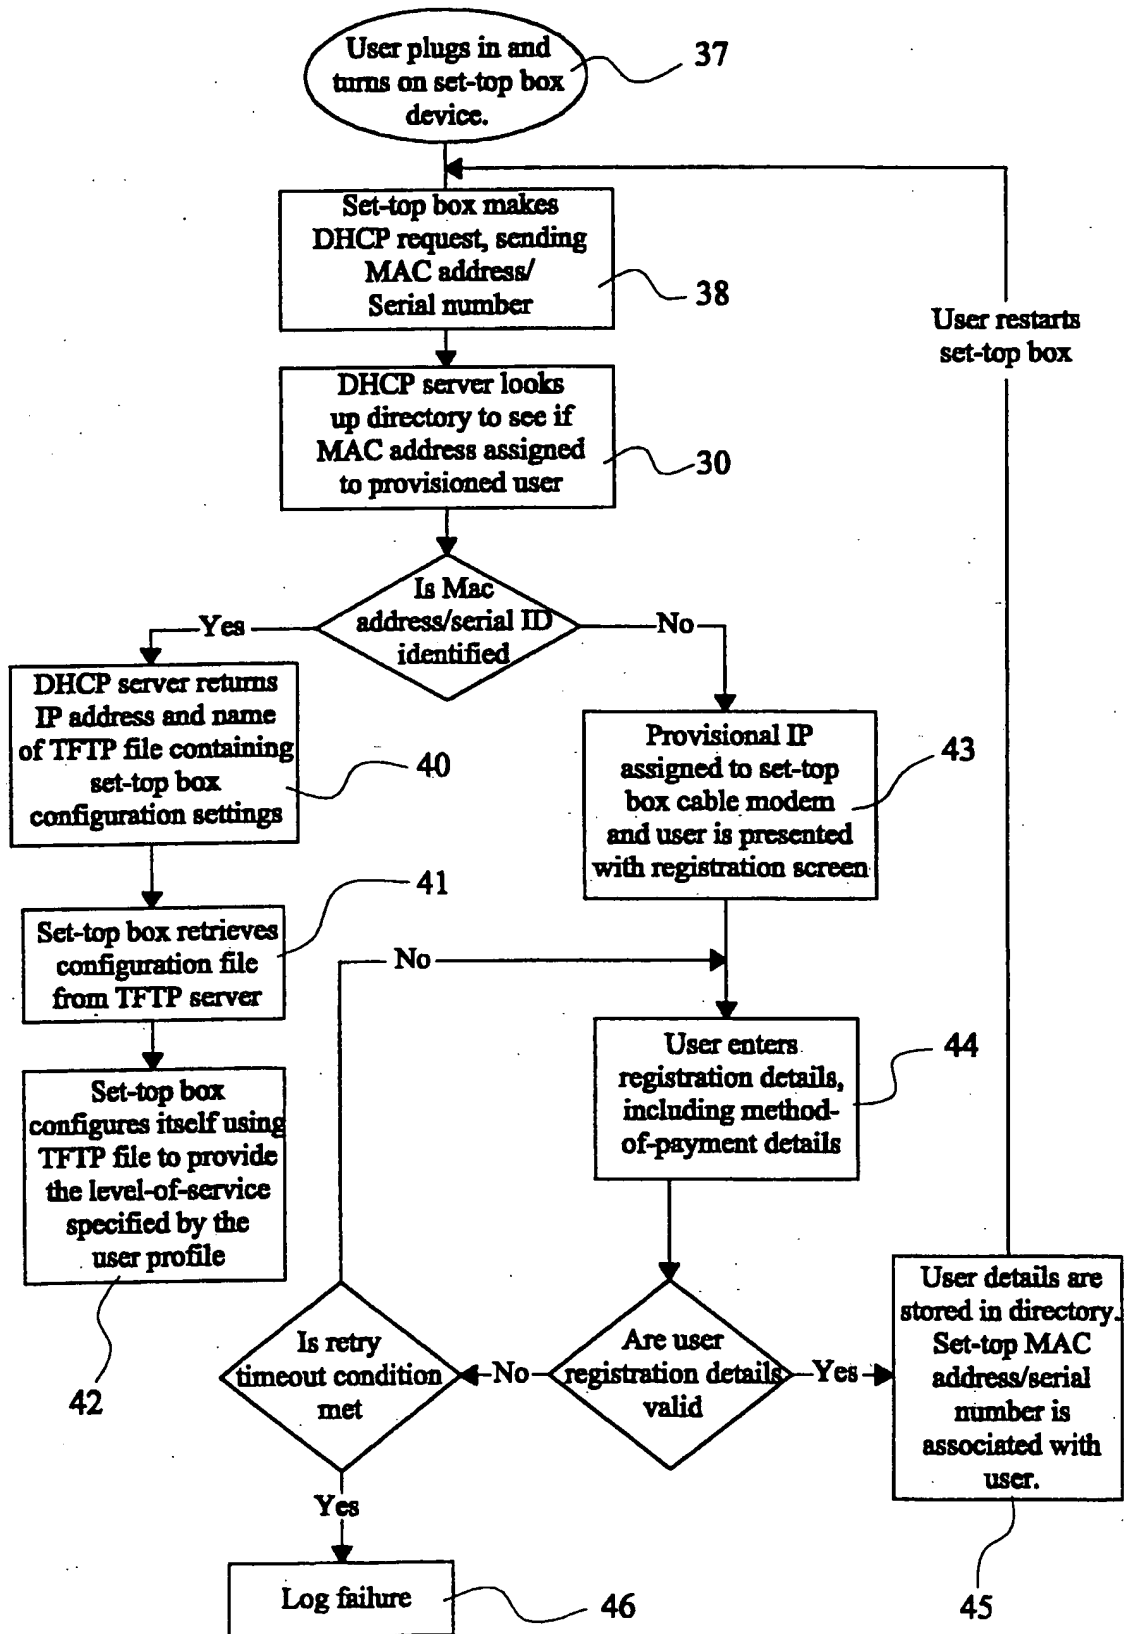 User plugs in and
turns on set-top box
device.
37
Set-top box makes
DHCP request, sending
MAC address/
Serial number
38
User restarts
set-top box
DHCP server looks
up directory to see if
MAC address assigned
to provisioned user
30
Is Mac
address/serial ID
identified
Yes
No
DHCP server returns
IP address and name
of TFTP file containing
set-top box
configuration settings
40
Provisional IP
assigned to set-top
box cable modem
and user is presented
with registration screen
43
41
Set-top box retrieves
configuration file
from TFTP server
No
User enters
registration details,
including method-
of-payment details
44
Set-top box
configures itself using
TFTP file to provide
the level-of-service
specified by the
user profile
42
Is retry
timeout condition
met
No
Are user
registration details
valid
Yes
User details are
stored in directory.
Set-top MAC
address/serial
number is
associated with
user.
45
Yes
Log failure
46